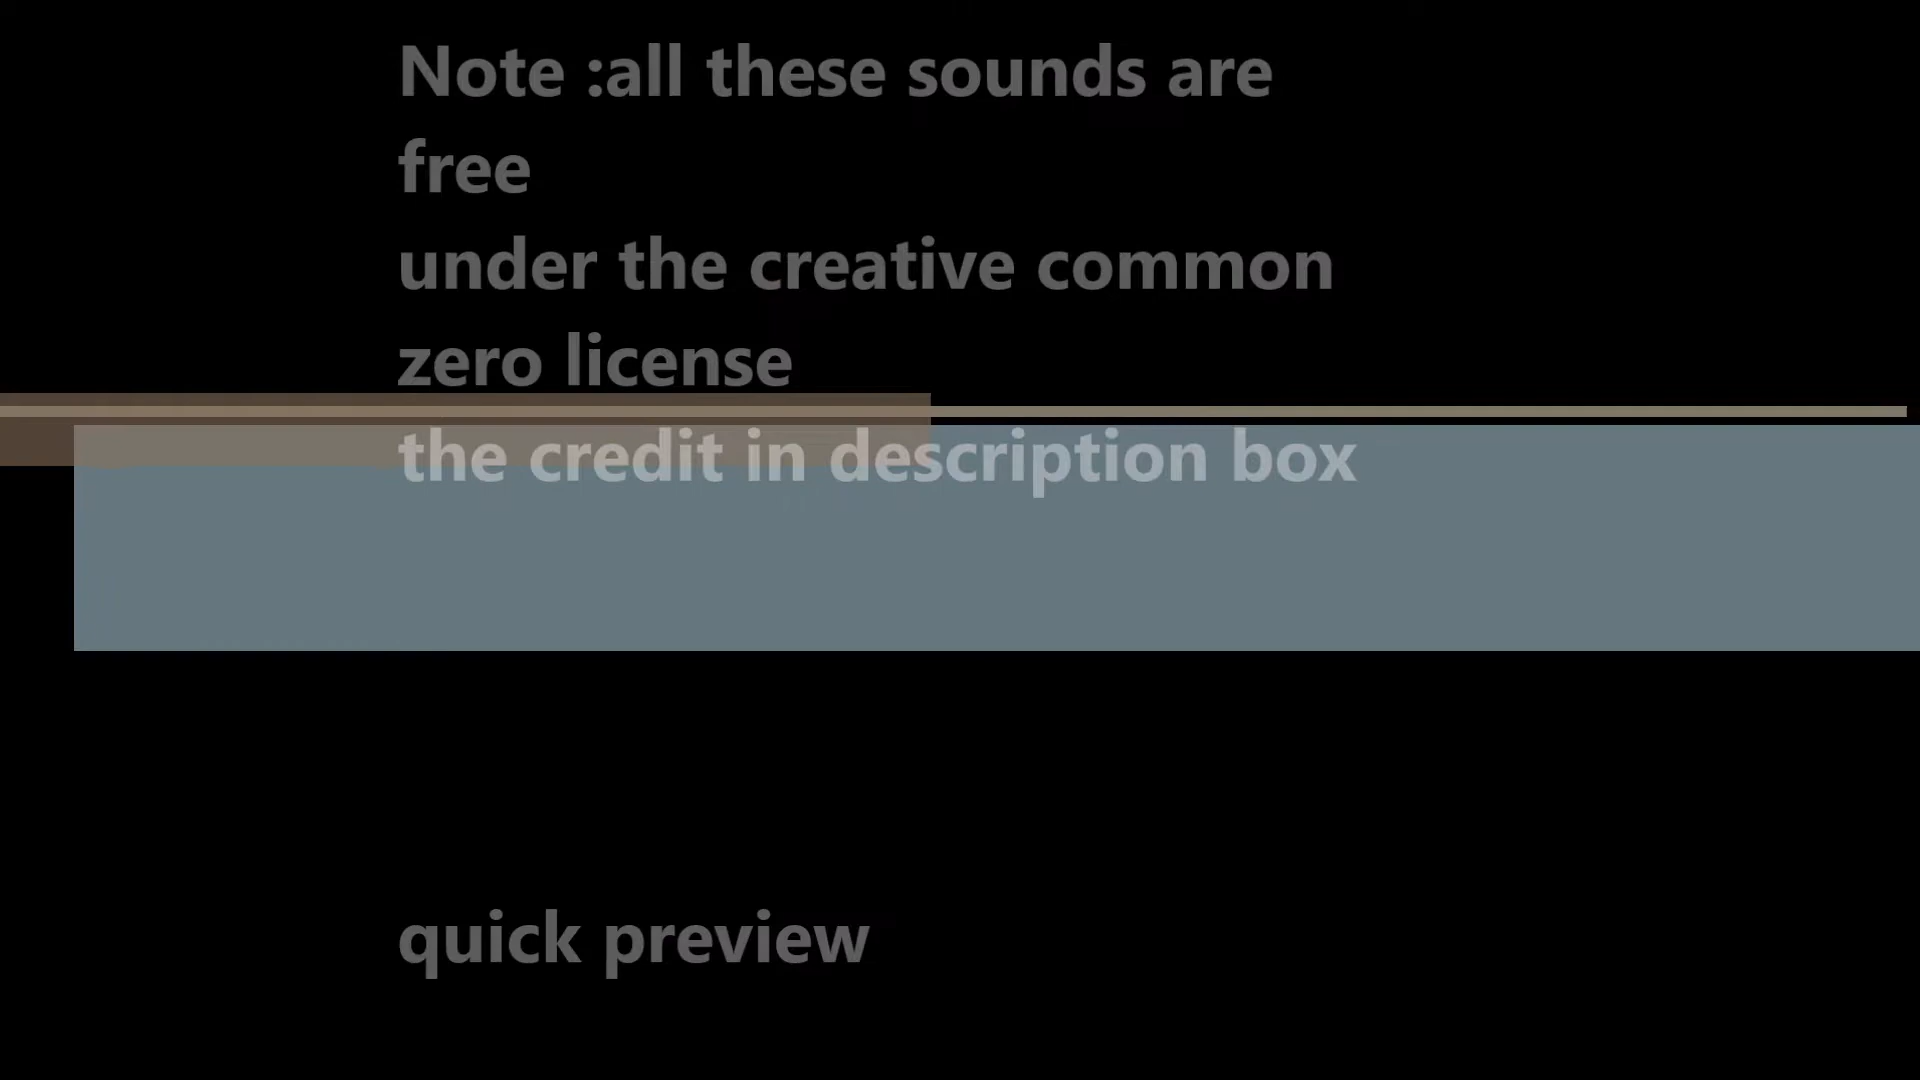 Note :all these sounds are
free
under the creative common
zero license
the credit in description box
quick preview